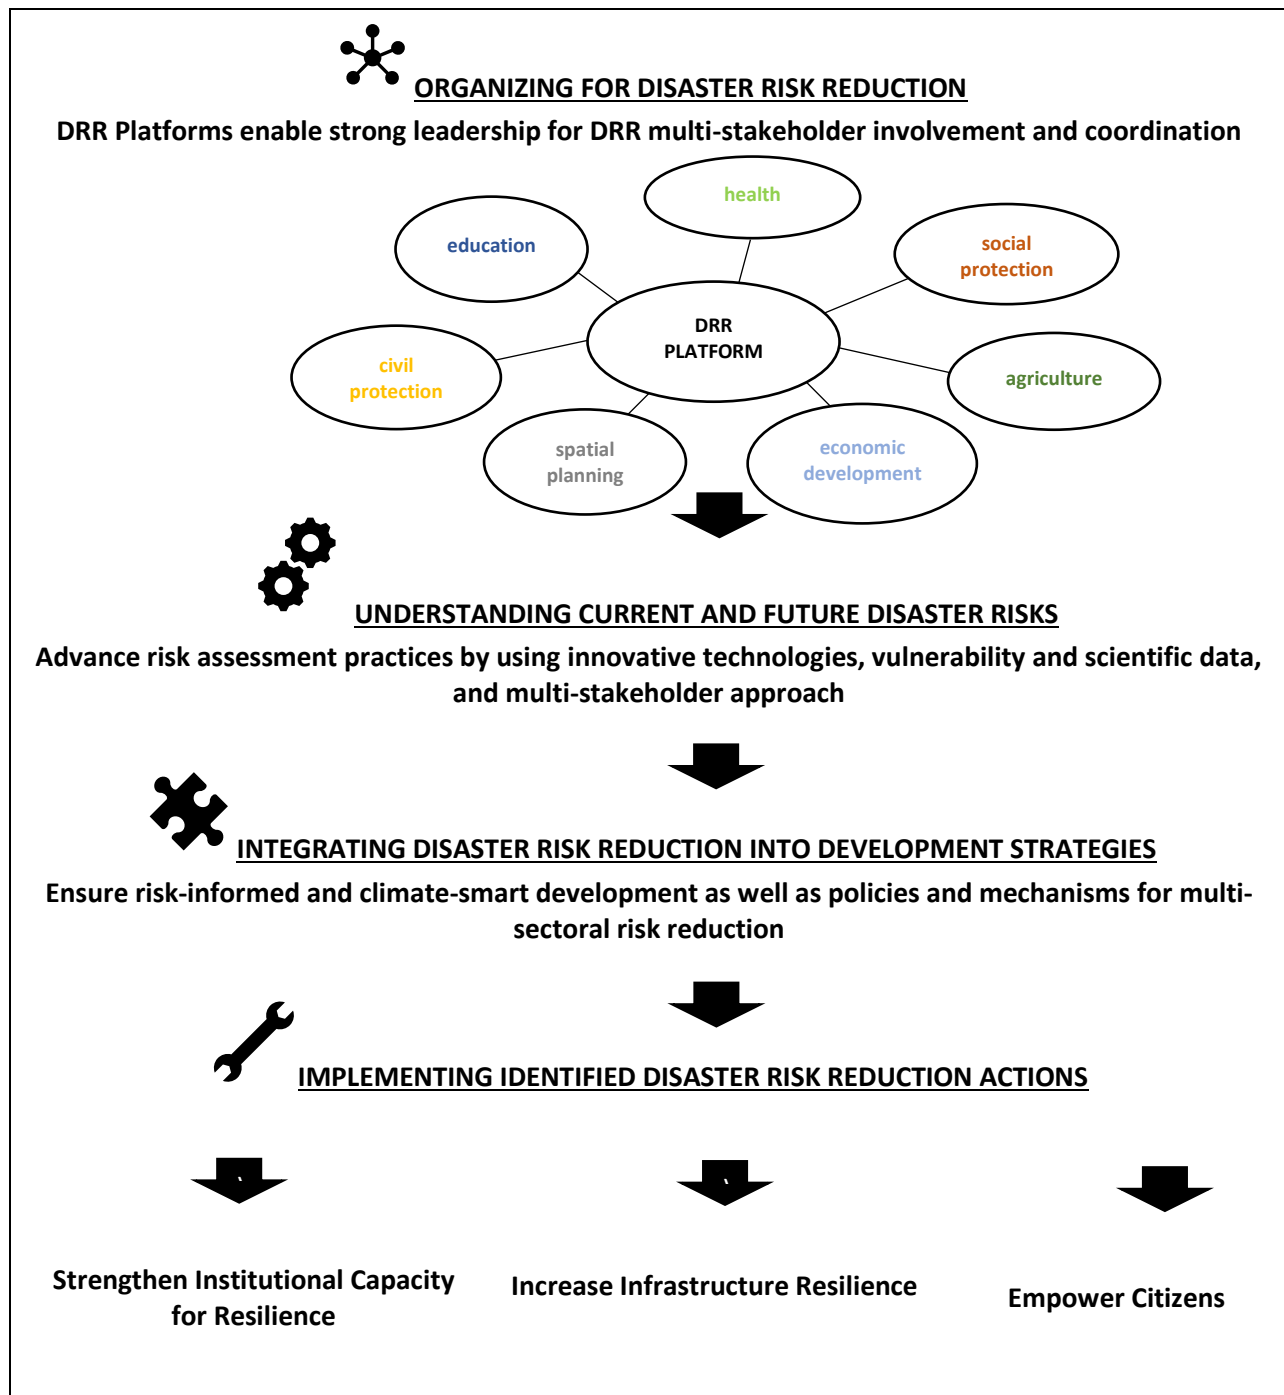 ORGANIZING FOR DISASTER RISK REDUCTION
DRR Platforms enable strong leadership for DRR multi-stakeholder involvement and coordination
health
education
social
protection
DRR
PLATFORM
civil
protection
agriculture
spatial
planning
economic
development
UNDERSTANDING CURRENT AND FUTURE DISASTER RISKS
Advance risk assessment practices by using innovative technologies, vulnerability and scientific data,
and multi-stakeholder approach
INTEGRATING DISASTER RISK REDUCTION INTO DEVELOPMENT STRATEGIES
Ensure risk-informed and climate-smart development as well as policies and mechanisms for multi-
sectoral risk reduction
IMPLEMENTING IDENTIFIED DISASTER RISK REDUCTION ACTIONS
Strengthen Institutional Capacity
for Resilience
Increase Infrastructure Resilience
Empower Citizens